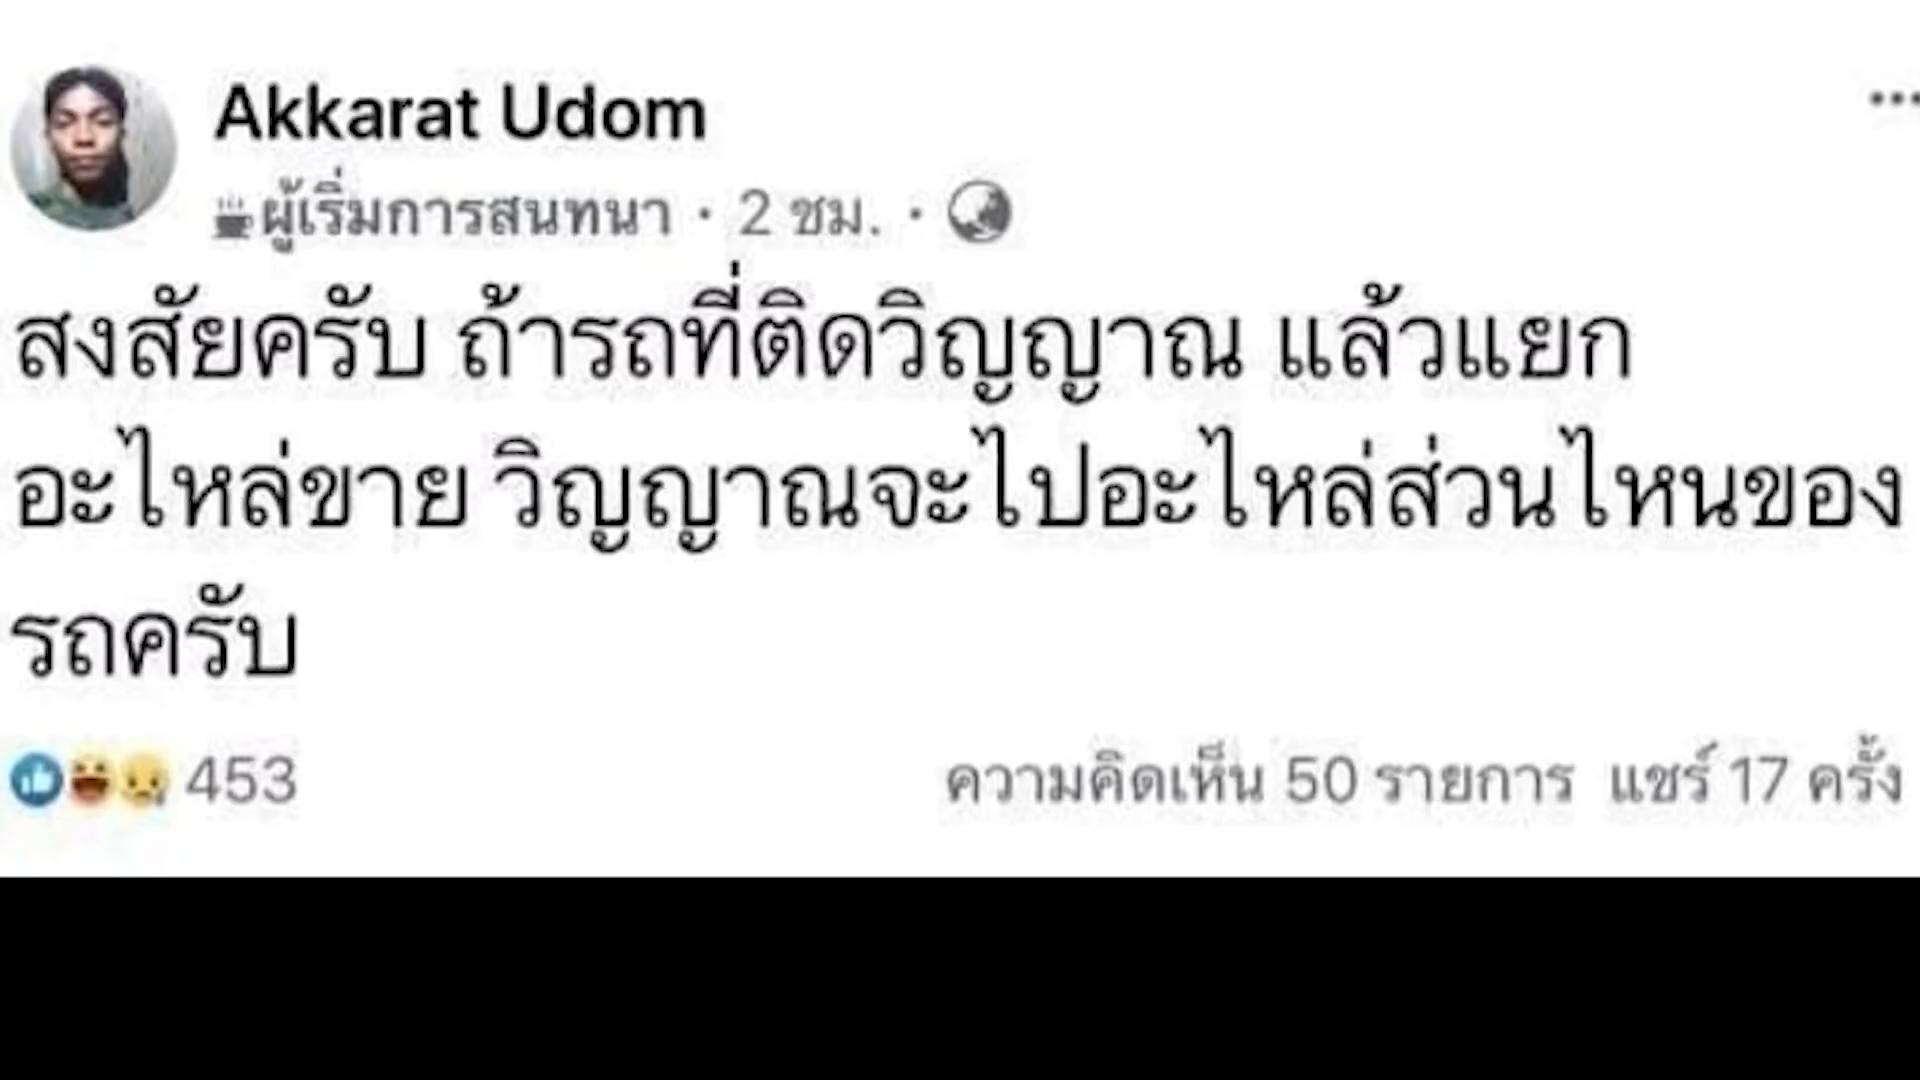 Akkarat Udom
ผู้เริ่มการสนทนา · 2 ชม. ·
สงสัยครับ ถ้ารถที่ติดวิญญาณ แล้วแยก
อะไหล่ขาย วิญญาณจะไปอะไหล่ส่วนไหนของ
รถครับ
453 ความคิดเห็น 50 รายการ แชร์ 17 ครั้ง